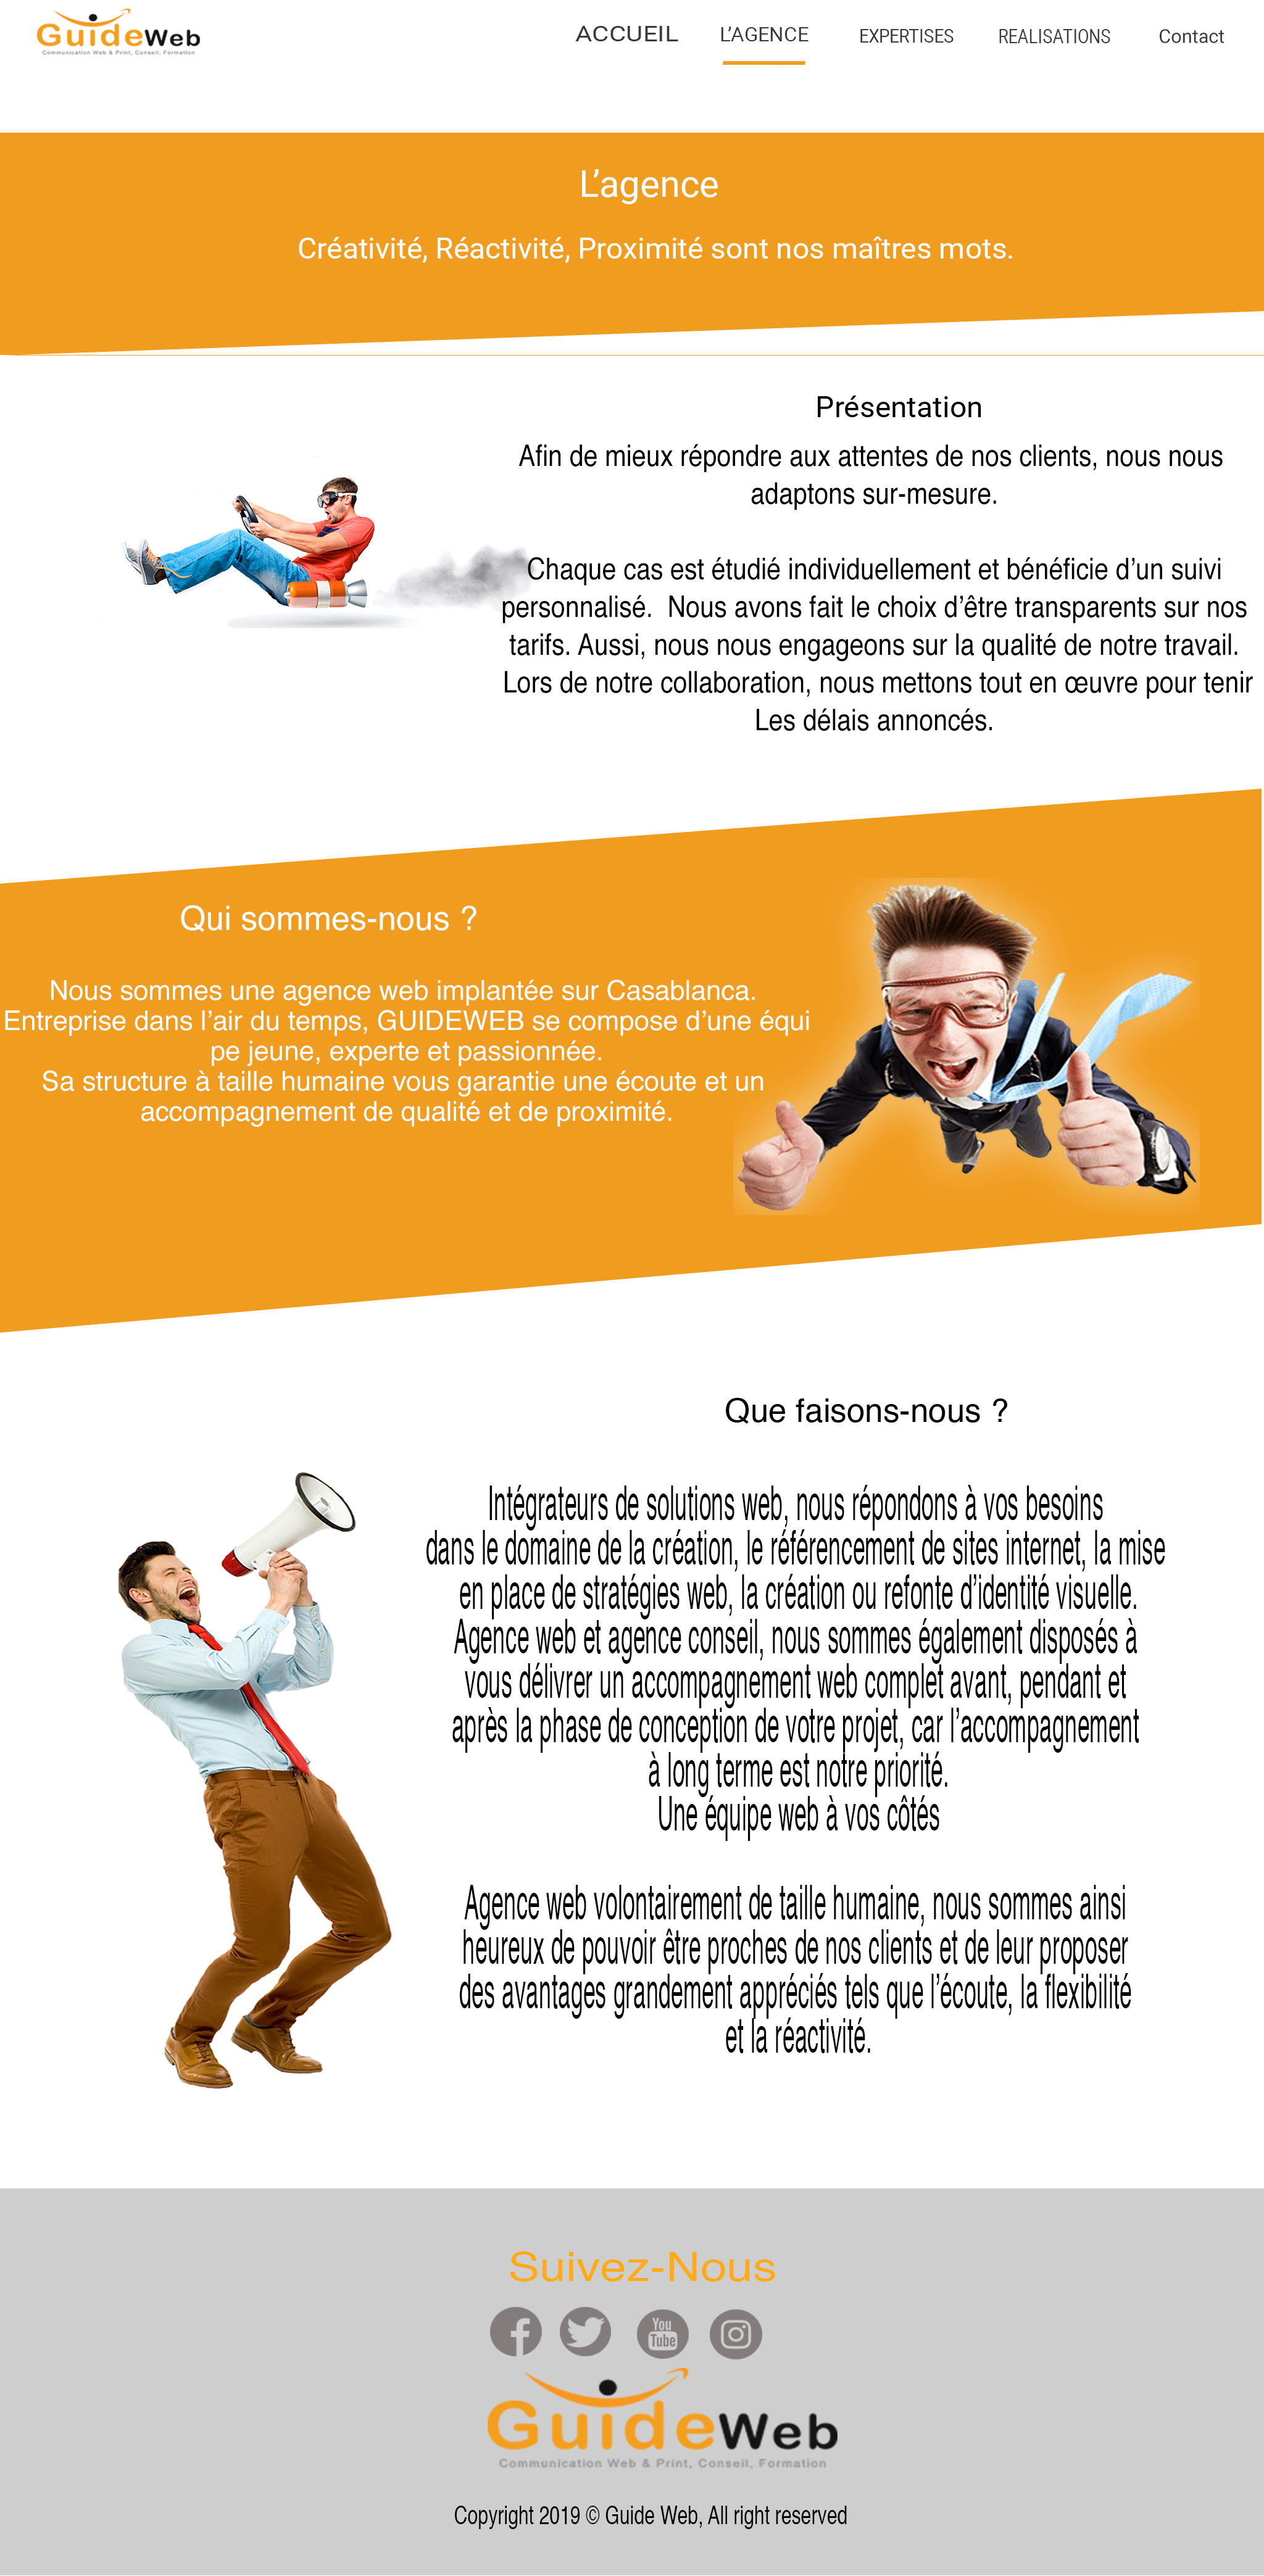 GuideWeb
Communication Web & Print, Conseil, Formation
ACCUEIL L’AGENCE EXPERTISES REALISATIONS Contact
L’agence
Créativité, Réactivité, Proximité sont nos maîtres mots.
Présentation
Afin de mieux répondre aux attentes de nos clients, nous nous
adaptons sur-mesure.
Chaque cas est étudié individuellement et bénéficie d’un suivi
personnalisé. Nous avons fait le choix d’être transparents sur nos
tarifs. Aussi, nous nous engageons sur la qualité de notre travail.
Lors de notre collaboration, nous mettons tout en œuvre pour tenir
Les délais annoncés.
Qui sommes-nous ?
Nous sommes une agence web implantée sur Casablanca.
Entreprise dans l’air du temps, GUIDEWEB se compose d’une équi
pe jeune, experte et passionnée.
Sa structure à taille humaine vous garantie une écoute et un
accompagnement de qualité et de proximité.
Que faisons-nous ?
Intégrateurs de solutions web, nous répondons à vos besoins
dans le domaine de la création, le référencement de sites internet, la mise
en place de stratégies web, la création ou refonte d’identité visuelle.
Agence web et agence conseil, nous sommes également disposés à
vous délivrer un accompagnement web complet avant, pendant et
après la phase de conception de votre projet, car l’accompagnement
à long terme est notre priorité.
Une équipe web à vos côtés
Agence web volontairement de taille humaine, nous sommes ainsi
heureux de pouvoir être proches de nos clients et de leur proposer
des avantages grandement appréciés tels que l’écoute, la flexibilité
et la réactivité.
Suivez-Nous
You
Tube
GuideWeb
Communication Web & Print, Conseil, Formation
Copyright 2019 © Guide Web, All right reserved